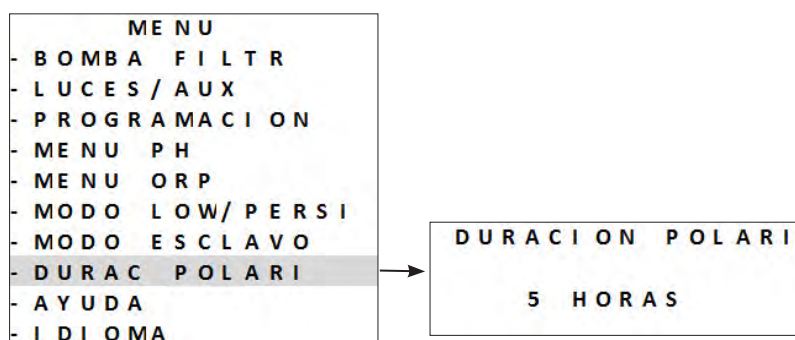 MENU
- BOMBA FILTR
- LUCES/AUX
- PROGRAMACION
- MENU PH
- MENU ORP
- MODO LOW/PERSI
- MODO ESCLAVO
- DURAC POLARI
- AYUDA
- IDIOMA
DURACION POLARI
5 HORAS